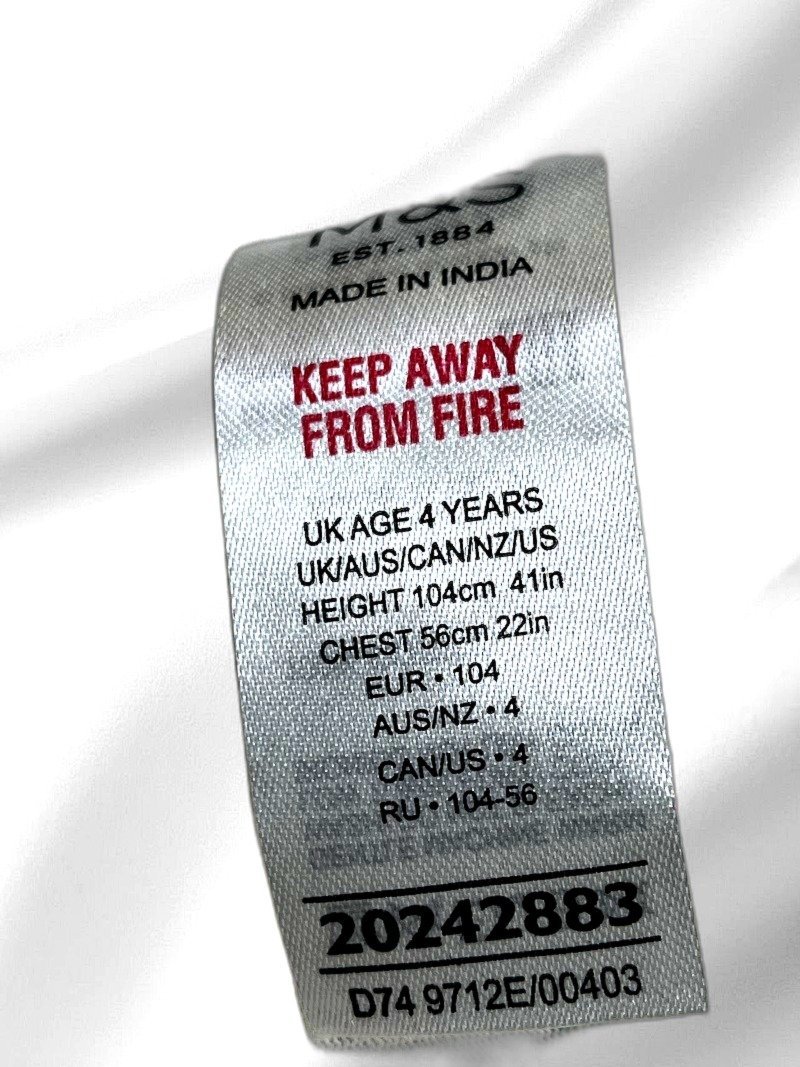 M&S
EST. 1884
MADE IN INDIA
KEEP AWAY
FROM FIRE
UK AGE 4 YEARS
UK/AUS/CAN/NZ/US
HEIGHT 104cm 41in
CHEST 56cm 22in
EUR • 104
AUS/NZ • 4
CAN/US • 4
RU • 104-56
20242883
D74 9712E/00403